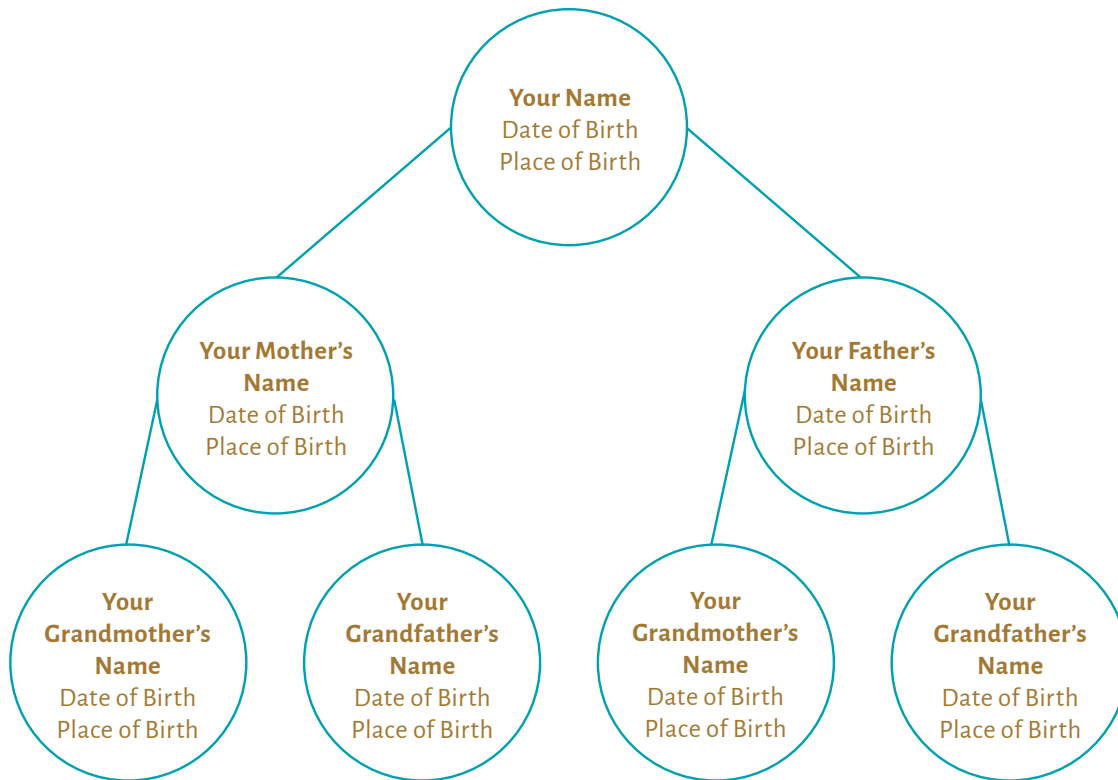 Your Name
Date of Birth
Place of Birth
Your Mother’s
Name
Date of Birth
Place of Birth
Your Father’s
Name
Date of Birth
Place of Birth
Your
Grandmother’s
Name
Date of Birth
Place of Birth
Your
Grandfather’s
Name
Date of Birth
Place of Birth
Your
Grandmother’s
Name
Date of Birth
Place of Birth
Your
Grandfather’s
Name
Date of Birth
Place of Birth